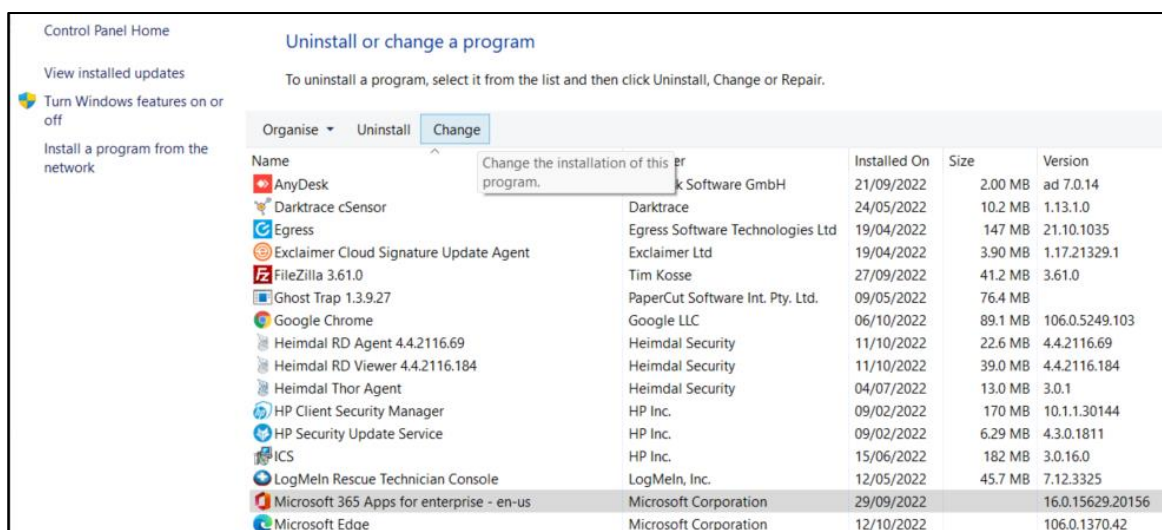 Control Panel Home
View installed updates
Turn Windows features on or
off
Install a program from the
network
Uninstall or change a program
To uninstall a program, select it from the list and then click Uninstall, Change or Repair.
Organise Uninstall Change
Change the installation of this
program.
Name er Installed On Size Version
AnyDesk k Software GmbH 21/09/2022 2.00 MB ad 7.0.14
Darktrace cSensor Darktrace 24/05/2022 10.2 MB 1.13.1.0
Egress Egress Software Technologies Ltd 19/04/2022 147 MB 21.10.1035
Exclaimer Cloud Signature Update Agent Exclaimer Ltd 19/04/2022 3.90 MB 1.17.21329.1
FileZilla 3.61.0 Tim Kosse 27/09/2022 41.2 MB 3.61.0
Ghost Trap 1.3.9.27 PaperCut Software Int. Pty. Ltd. 09/05/2022 76.4 MB
Google Chrome Google LLC 06/10/2022 89.1 MB 106.0.5249.103
Heimdal RD Agent 4.4.2116.69 Heimdal Security 11/10/2022 22.6 MB 4.4.2116.69
Heimdal RD Viewer 4.4.2116.184 Heimdal Security 11/10/2022 39.0 MB 4.4.2116.184
Heimdal Thor Agent Heimdal Security 04/07/2022 13.0 MB 3.0.1
HP Client Security Manager HP Inc. 09/02/2022 170 MB 10.1.1.30144
HP Security Update Service HP Inc. 09/02/2022 6.29 MB 4.3.0.1811
ICS HP Inc. 15/06/2022 182 MB 3.0.16.0
LogMeIn Rescue Technician Console LogMeIn, Inc. 12/05/2022 45.7 MB 7.12.3325
Microsoft 365 Apps for enterprise - en-us Microsoft Corporation 29/09/2022 16.0.15629.20156
Microsoft Edge Microsoft Corporation 12/10/2022 106.0.1370.42